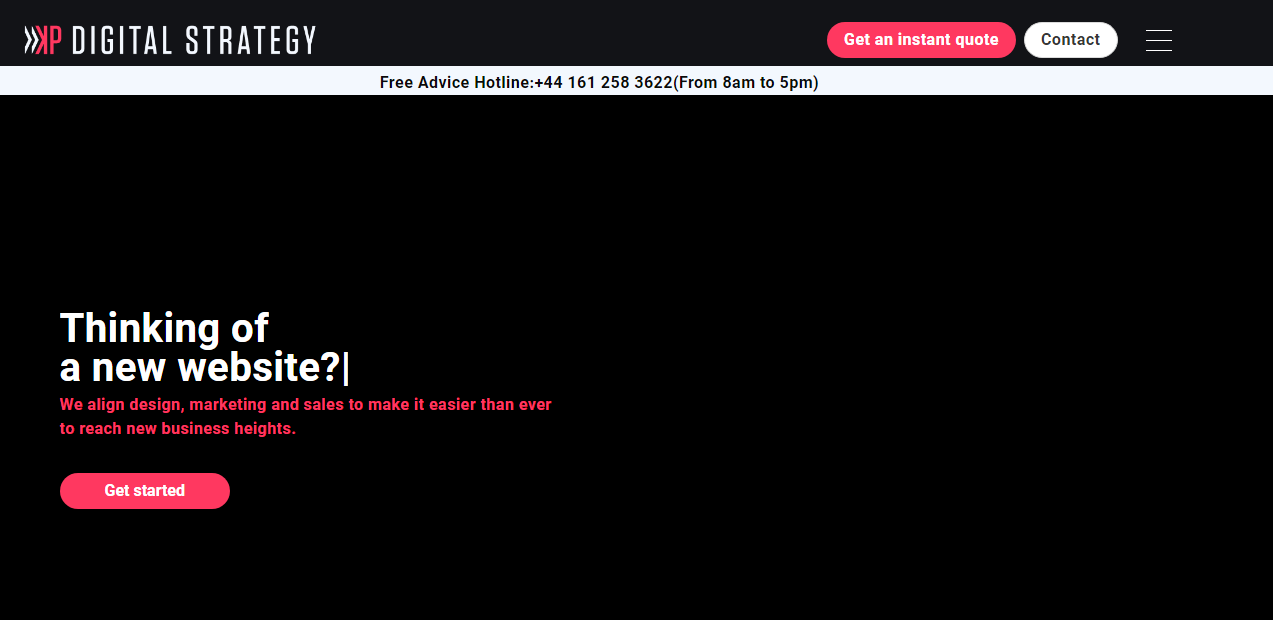 KP DIGITAL STRATEGY
Get an instant quote
Contact
Free Advice Hotline:+44 161 258 3622(From 8am to 5pm)
Thinking of
a new website?|
We align design, marketing and sales to make it easier than ever
to reach new business heights.
Get started